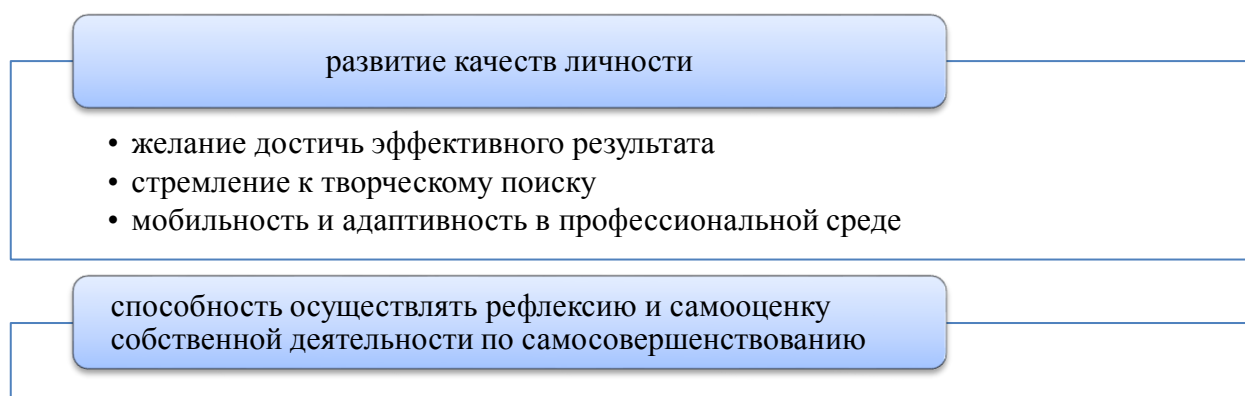 развитие качеств личности
• желание достичь эффективного результата
• стремление к творческому поиску
• мобильность и адаптивность в профессиональной среде
способность осуществлять рефлексию и самооценку
собственной деятельности по самосовершенствованию